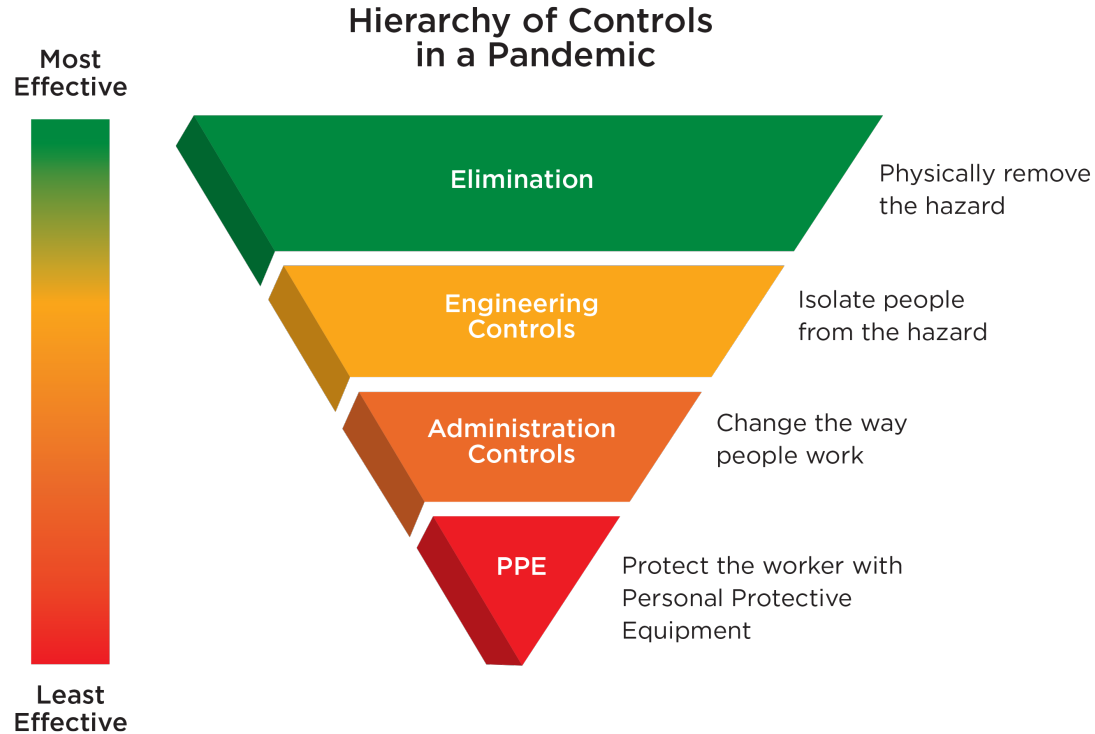 Hierarchy of Controls
in a Pandemic
Most
Effective
Elimination
Physically remove
the hazard
Engineering
Controls
Isolate people
from the hazard
Administration
Controls
Change the way
people work
PPE
Protect the worker with
Personal Protective
Equipment
Least
Effective